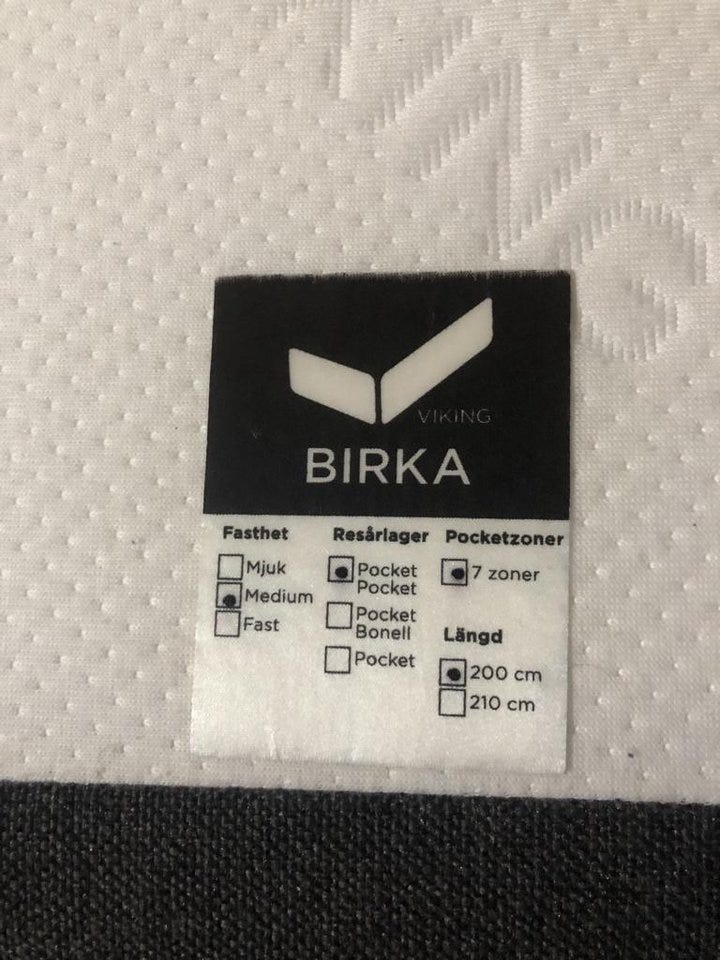 VIKING
BIRKA
Fasthet
Mjuk
Medium
Fast
Resårlager
Pocket
Pocket
Pocket
Bonell
Pocket
Pocketzoner
7 zoner
Längd
200 cm
210 cm